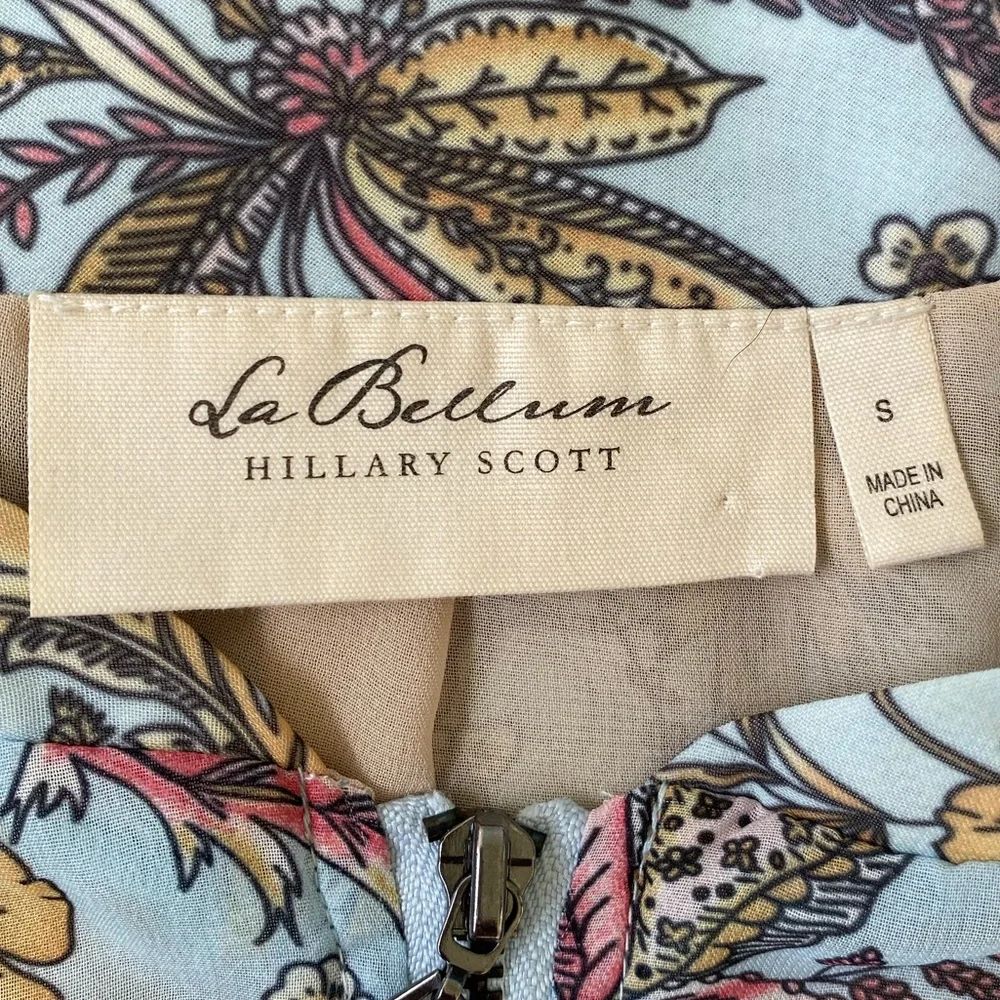 La Bellum
HILLARY SCOTT
S
MADE IN
CHINA